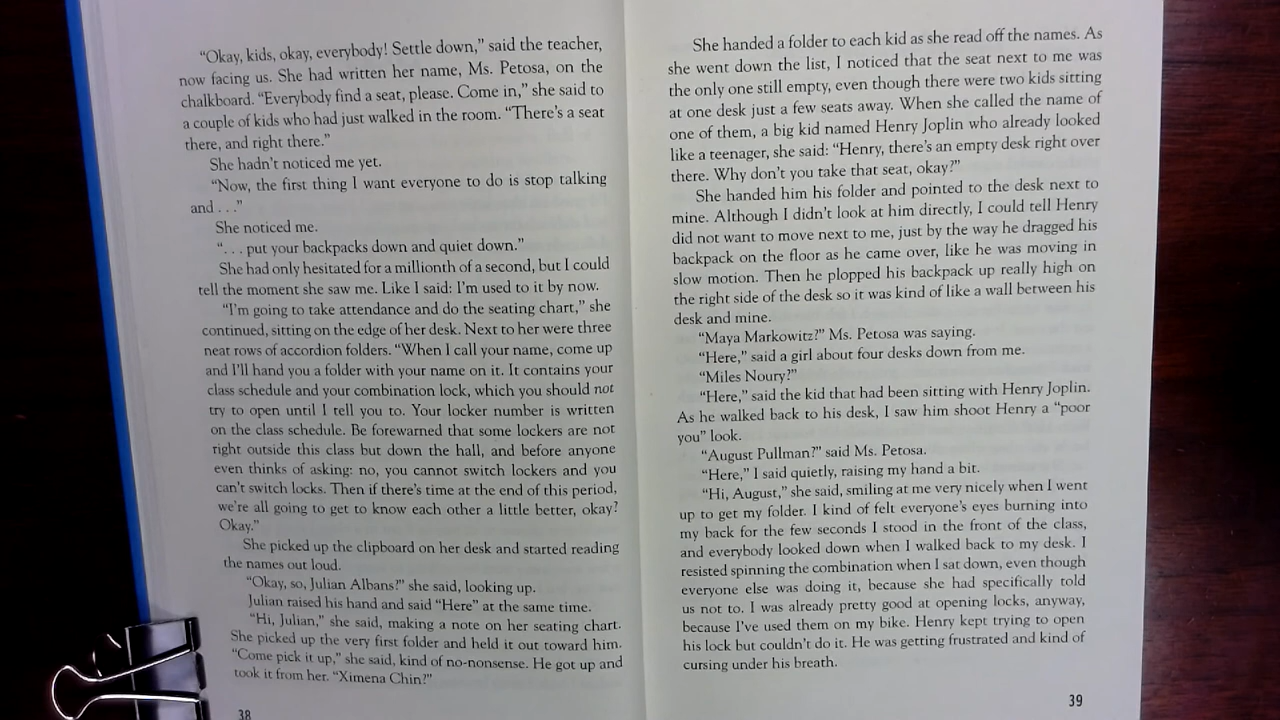 “Okay, kids, okay, everybody! Settle down,” said the teacher,
now facing us. She had written her name, Ms. Petosa, on the
chalkboard. “Everybody find a seat, please. Come in,” she said to
a couple of kids who had just walked in the room. “There’s a seat
there, and right there.”
She hadn’t noticed me yet.
“Now, the first thing I want everyone to do is stop talking
and . . .”
She noticed me.
“. . . put your backpacks down and quiet down.”
She had only hesitated for a millionth of a second, but I could
tell the moment she saw me. Like I said: I’m used to it by now.
“I’m going to take attendance and do the seating chart,” she
continued, sitting on the edge of her desk. Next to her were three
neat rows of accordion folders. “When I call your name, come up
and I’ll hand you a folder with your name on it. It contains your
class schedule and your combination lock, which you should not
try to open until I tell you to. Your locker number is written
on the class schedule. Be forewarned that some lockers are not
right outside this class but down the hall, and before anyone
even thinks of asking: no, you cannot switch lockers and you
can’t switch locks. Then if there’s time at the end of this period,
we’re all going to get to know each other a little better, okay?
Okay.”
She picked up the clipboard on her desk and started reading
the names out loud.
“Okay, so, Julian Albans?” she said, looking up.
Julian raised his hand and said “Here” at the same time.
“Hi, Julian,” she said, making a note on her seating chart.
She picked up the very first folder and held it out toward him.
“Come pick it up,” she said, kind of no-nonsense. He got up and
took it from her. “Ximena Chin?”
38
She handed a folder to each kid as she read off the names. As
she went down the list, I noticed that the seat next to me was
the only one still empty, even though there were two kids sitting
at one desk just a few seats away. When she called the name of
one of them, a big kid named Henry Joplin who already looked
like a teenager, she said: “Henry, there’s an empty desk right over
there. Why don’t you take that seat, okay?”
She handed him his folder and pointed to the desk next to
mine. Although I didn’t look at him directly, I could tell Henry
did not want to move next to me, just by the way he dragged his
backpack on the floor as he came over, like he was moving in
slow motion. Then he plopped his backpack up really high on
the right side of the desk so it was kind of like a wall between his
desk and mine.
“Maya Markowitz?” Ms. Petosa was saying.
“Here,” said a girl about four desks down from me.
“Miles Noury?”
“Here,” said the kid that had been sitting with Henry Joplin.
As he walked back to his desk, I saw him shoot Henry a “poor
you” look.
“August Pullman?” said Ms. Petosa.
“Here,” I said quietly, raising my hand a bit.
“Hi, August,” she said, smiling at me very nicely when I went
up to get my folder. I kind of felt everyone’s eyes burning into
my back for the few seconds I stood in the front of the class,
and everybody looked down when I walked back to my desk. I
resisted spinning the combination when I sat down, even though
everyone else was doing it, because she had specifically told
us not to. I was already pretty good at opening locks, anyway,
because I’ve used them on my bike. Henry kept trying to open
his lock but couldn’t do it. He was getting frustrated and kind of
cursing under his breath.
39